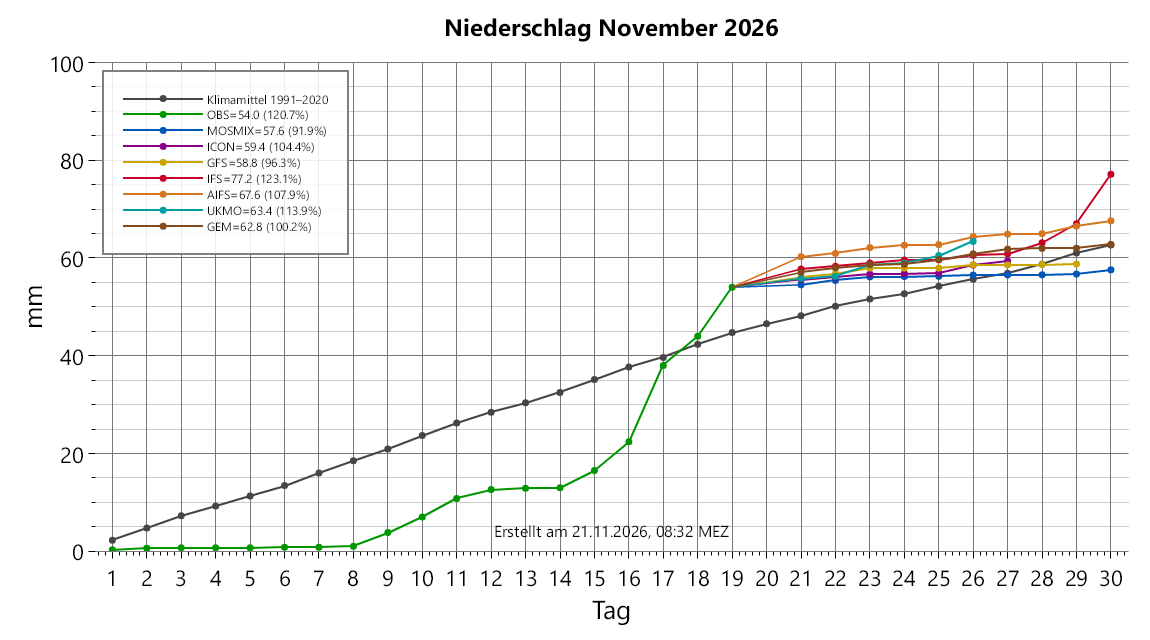 Niederschlag November 2026
100
80
60
40
20
0
mm
Klimamittel 1991–2020
OBS=54.0 (120.7%)
MOSMIX=57.6 (91.9%)
ICON=59.4 (104.4%)
GFS=58.8 (96.3%)
IFS=77.2 (123.1%)
AIFS=67.6 (107.9%)
UKMO=63.4 (113.9%)
GEM=62.8 (100.2%)
Erstellt am 21.11.2026, 08:32 MEZ
1 2 3 4 5 6 7 8 9 10 11 12 13 14 15 16 17 18 19 20 21 22 23 24 25 26 27 28 29 30
Tag